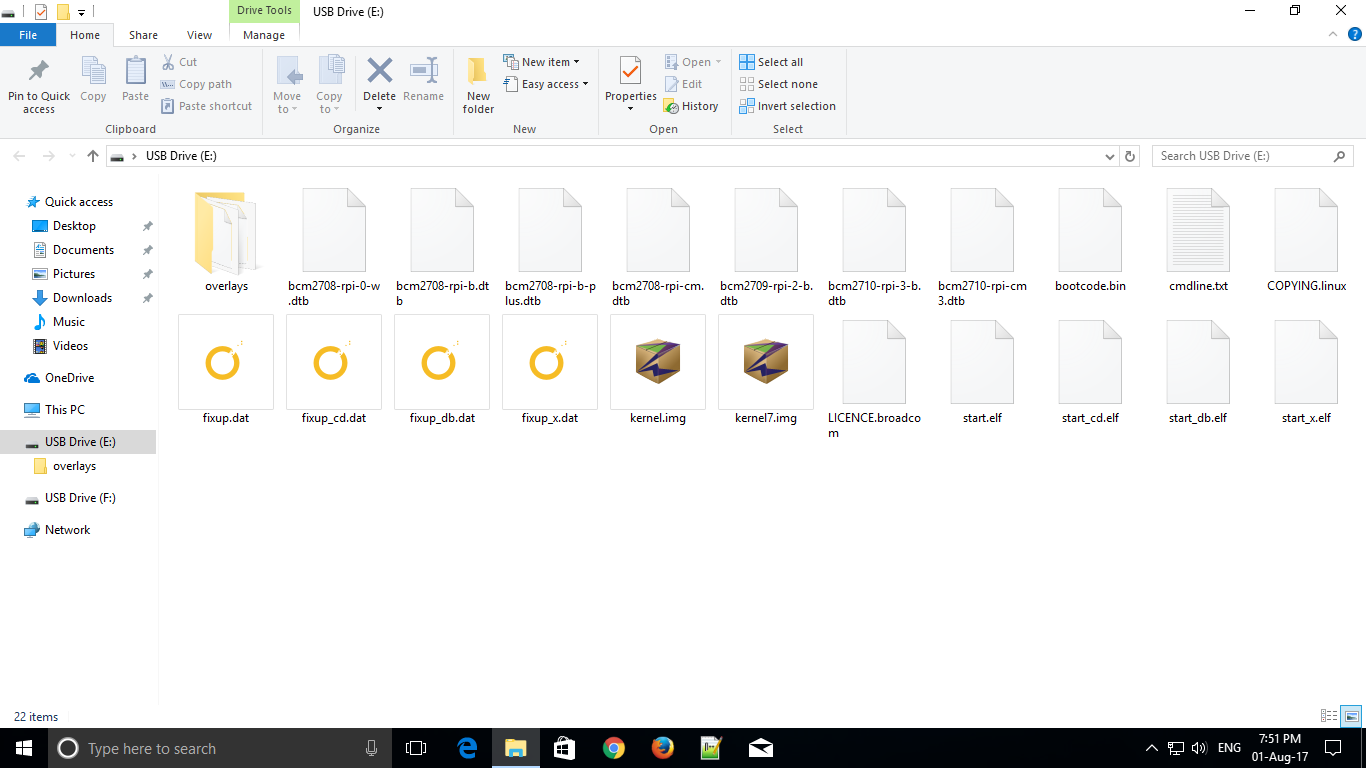 Drive Tools
USB Drive (E:)
File
Home
Share
View
Manage
Pin to Quick
access
Copy
Paste
Cut
Copy path
Paste shortcut
Clipboard
Move
to
Copy
to
Delete
Rename
Organize
New
folder
New item
Easy access
New
Properties
Open
Edit
History
Open
Select all
Select none
Invert selection
Select
USB Drive (E:)
Search USB Drive (E:)
Quick access
Desktop
Documents
Pictures
Downloads
Music
Videos
OneDrive
This PC
USB Drive (E:)
overlays
USB Drive (F:)
Network
overlays
bcm2708-rpi-0-w
.dtb
bcm2708-rpi-b.dt
b
bcm2708-rpi-b-p
lus.dtb
bcm2708-rpi-cm.
dtb
bcm2709-rpi-2-b.
dtb
bcm2710-rpi-3-b.
dtb
bcm2710-rpi-cm
3.dtb
bootcode.bin
cmdline.txt
COPYING.linux
fixup.dat
fixup_cd.dat
fixup_db.dat
fixup_x.dat
kernel.img
kernel7.img
LICENCE.broadco
m
start.elf
start_cd.elf
start_db.elf
start_x.elf
22 items
Type here to search
ENG
7:51 PM
01-Aug-17